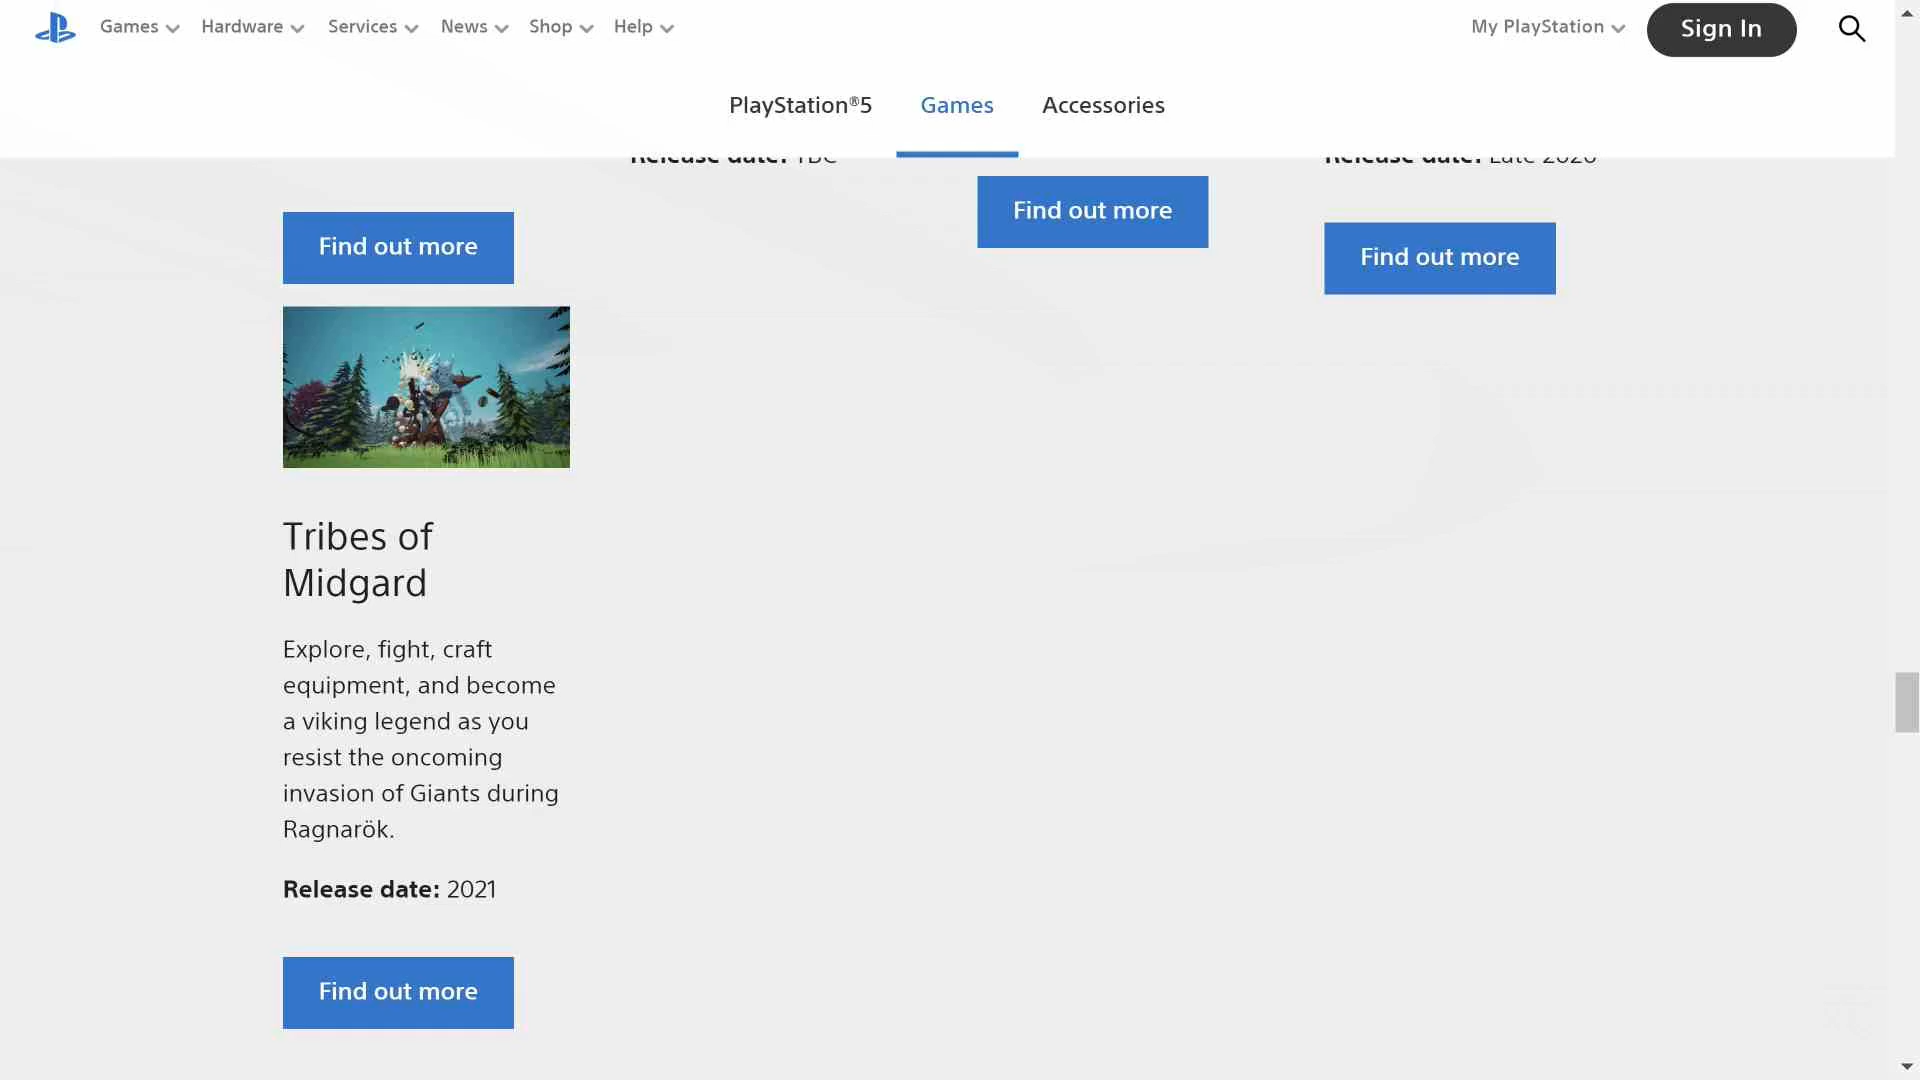 Games
Hardware
Services
News
Shop
Help
My PlayStation
Sign In
PlayStation®5
Games
Accessories
Release date: TBC
Release date: Late 2020
Find out more
Find out more
Find out more
Tribes of
Midgard
Explore, fight, craft
equipment, and become
a viking legend as you
resist the oncoming
invasion of Giants during
Ragnarök.
Release date: 2021
Find out more